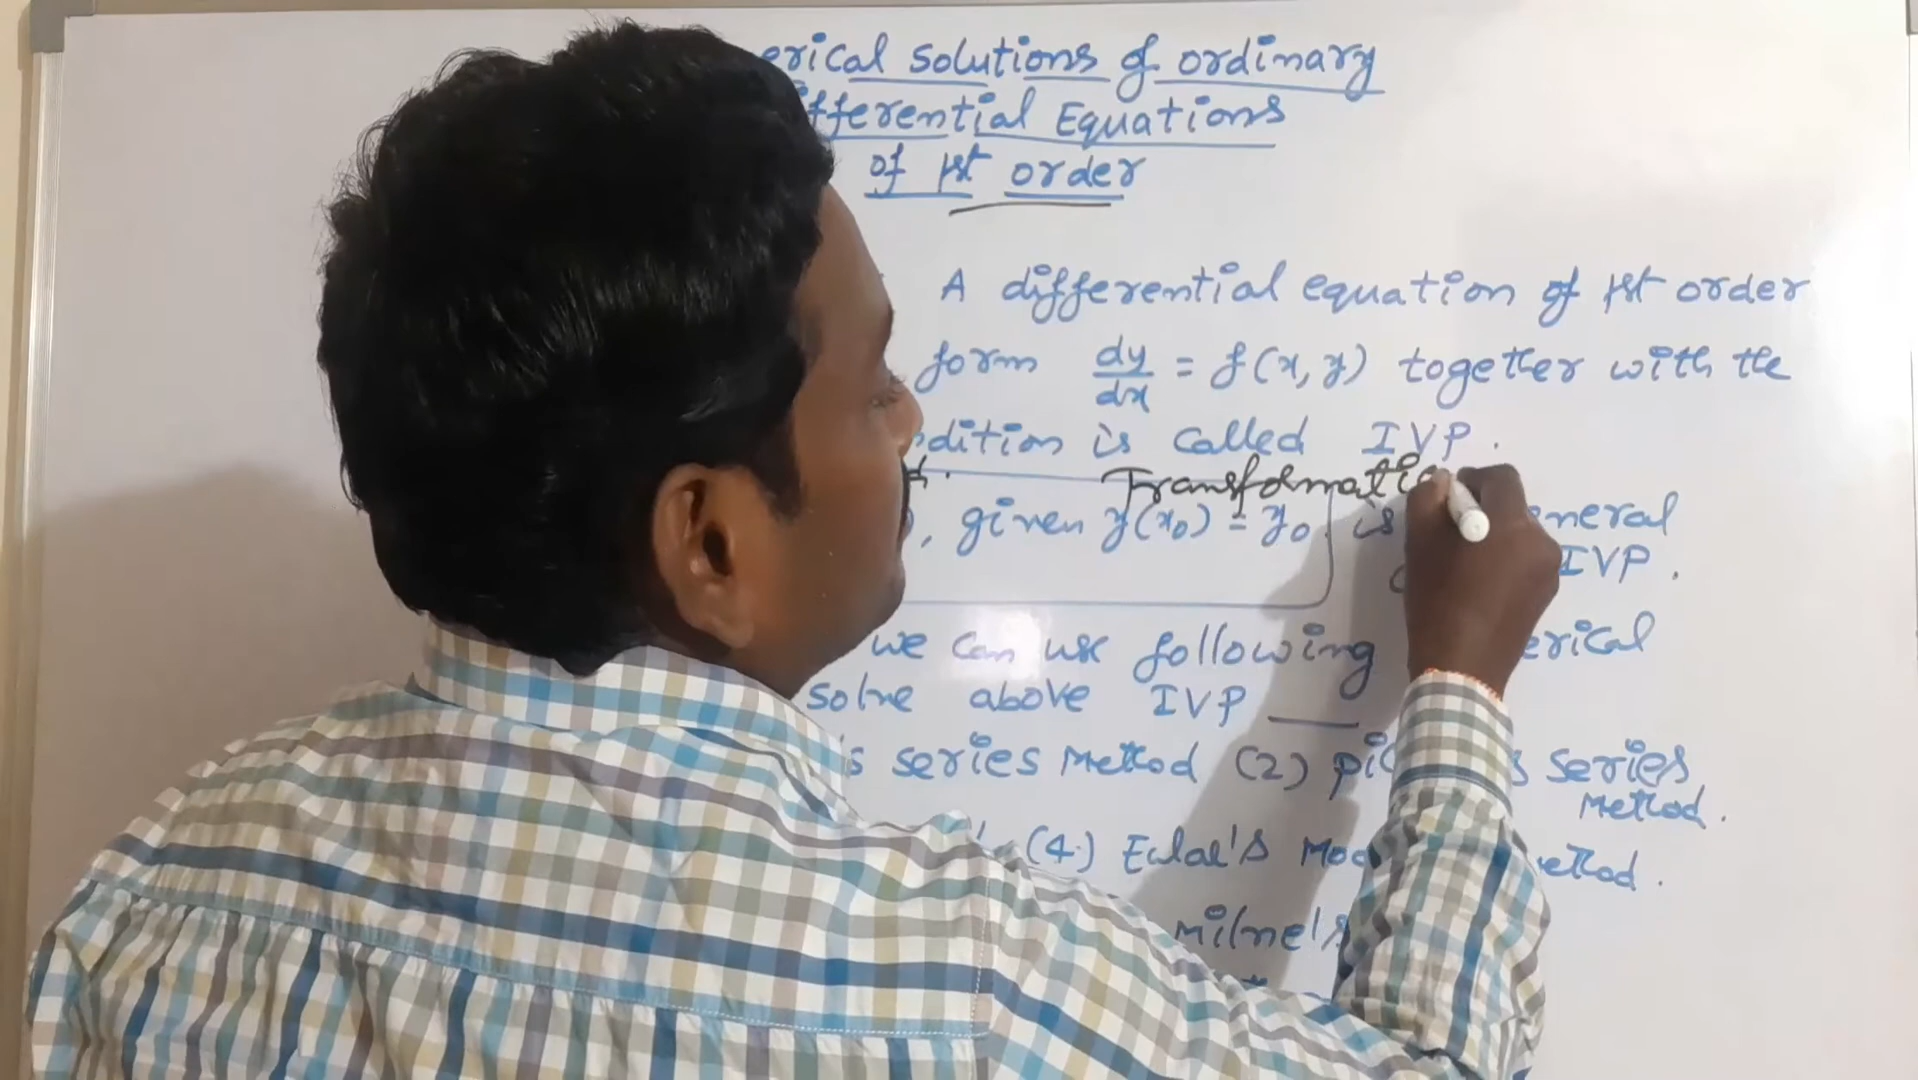 erical solutions of ordinary
fferential Equations
of 1st order
A differential equation of 1st order
form dy/dx = f(x, y) together with the
dition is called IVP.
Transformatio
, given y(x0) = y0 is eneral
IVP.
we can use following erical
solve above IVP
s series Method (2) pic s series
Method.
(4) Eular's Mod ethod.
Milne's